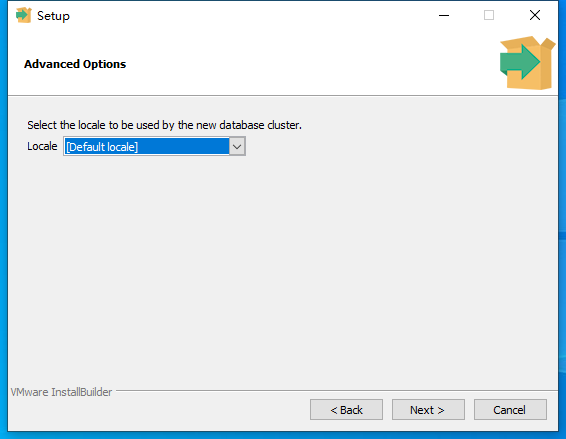 Setup
Advanced Options
Select the locale to be used by the new database cluster.
Locale [Default locale]
VMware InstallBuilder
< Back Next > Cancel